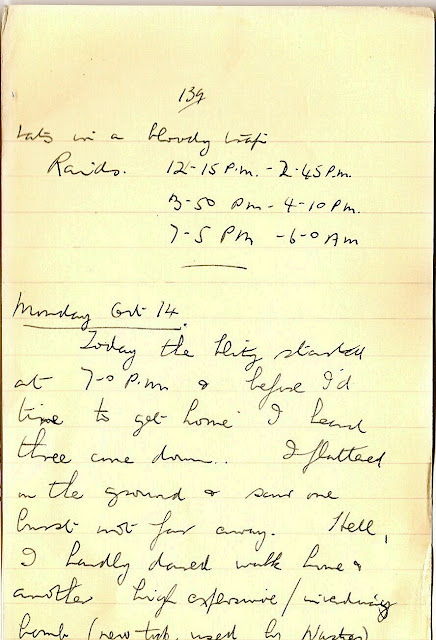 139
rats in a bloody trap
Raids. 12-15 P.m. - 2-45 P.m.
3-50 pm - 4-10 Pm.
7-5 PM - 6-0 Am
Monday Oct 14.
Today the blitz started
at 7-0 P.m & before I'd
time to get home I heard
three come down.. I flattened
on the ground & saw one
burst not far away. Hell,
I hardly dared walk home &
another high explosive / incendiary
bomb (new type, used by Nazis)